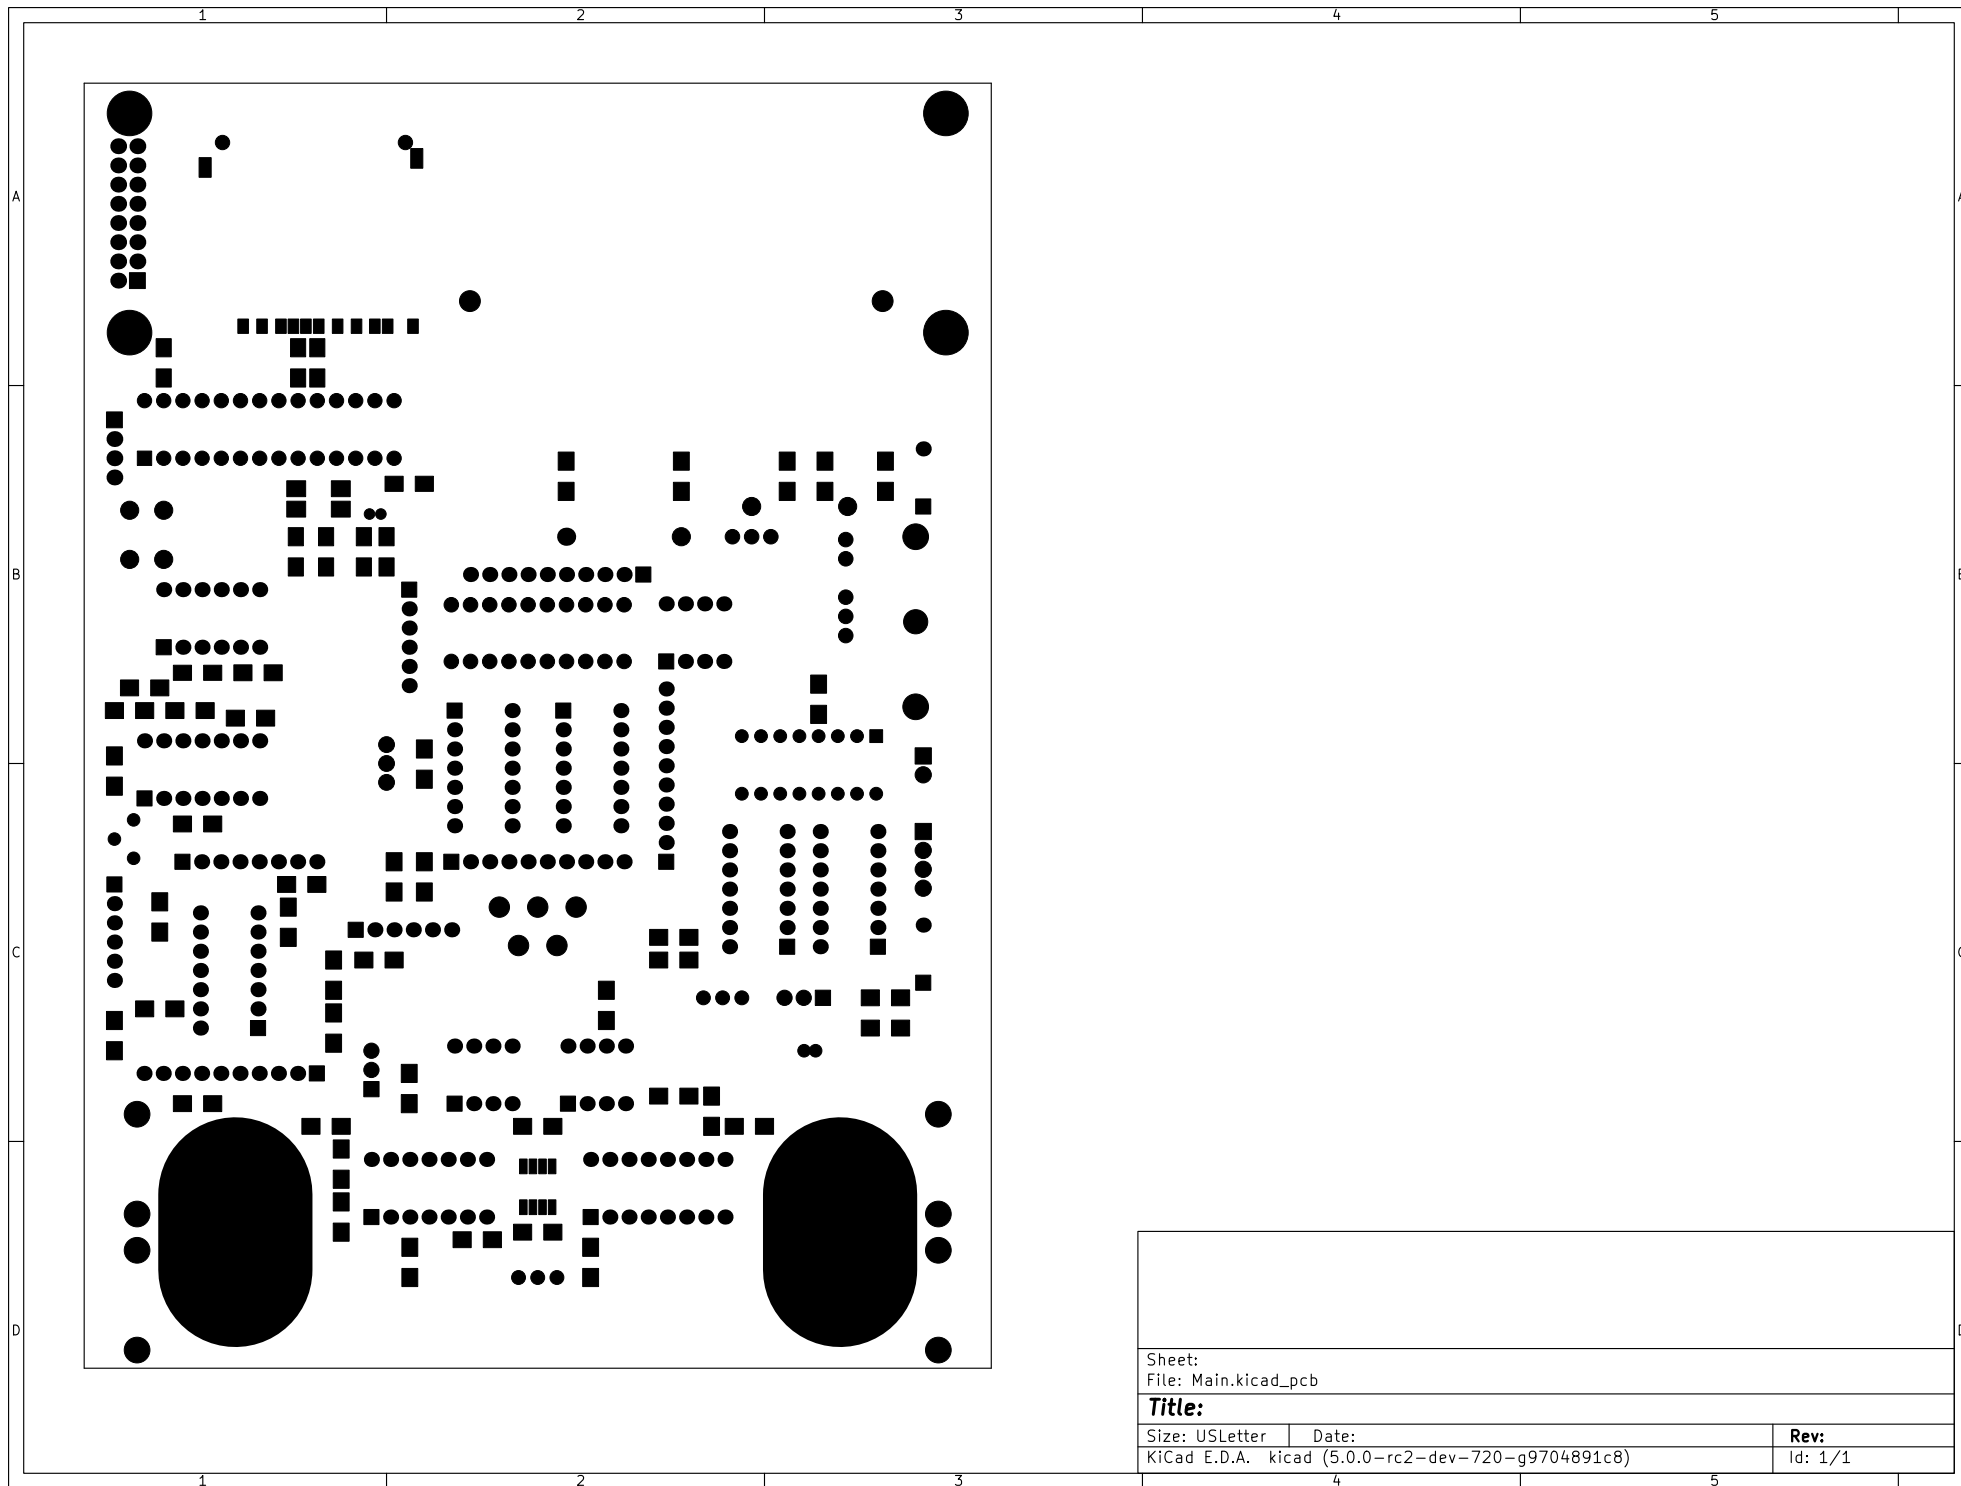 1 2 3 4 5
A A
B B
C C
D D
Sheet:
File: Main.kicad_pcb
Title:
Size: USLetter Date: Rev:
KiCad E.D.A. kicad (5.0.0-rc2-dev-720-g9704891c8) Id: 1/1
1 2 3 4 5